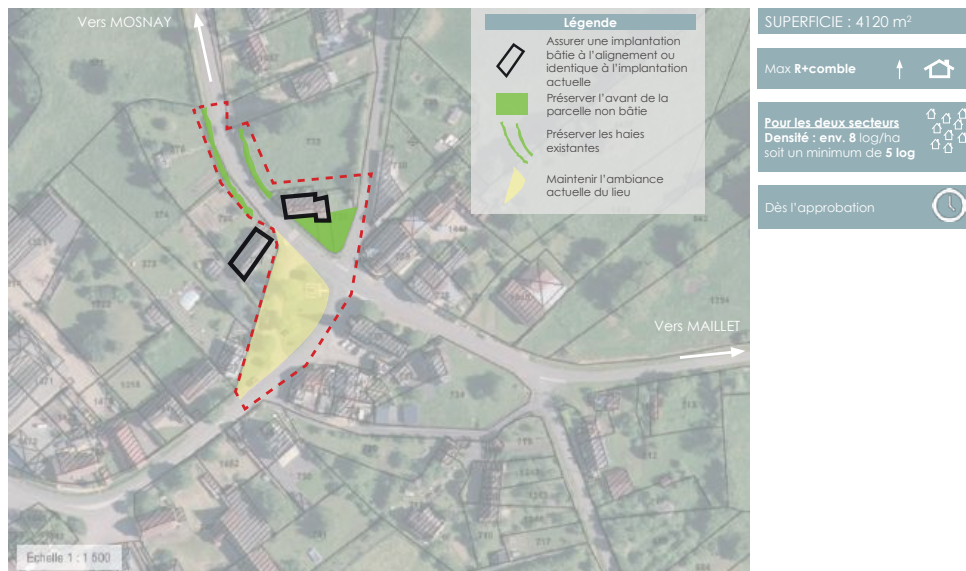 Vers MOSNAY
Légende
Assurer une implantation
bâtie à l'alignement ou
identique à l'implantation
actuelle
Préserver l'avant de la
parcelle non bâtie
Préserver les haies
existantes
Maintenir l'ambiance
actuelle du lieu
Vers MAILLET
Echelle 1 : 1 500
SUPERFICIE : 4120 m²
Max R+comble
Pour les deux secteurs
Densité : env. 8 log/ha
soit un minimum de 5 log
Dès l'approbation